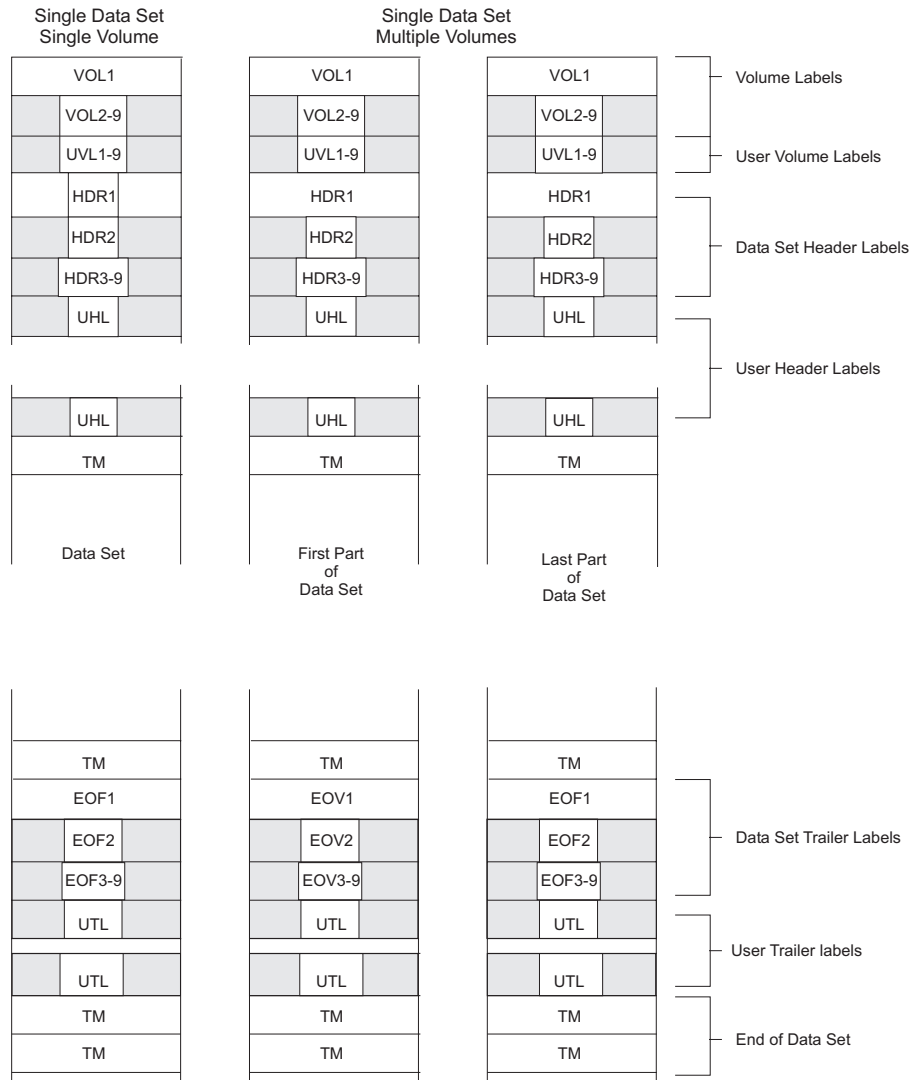 Single Data Set
Single Volume
Single Data Set
Multiple Volumes
VOL1
VOL1
VOL1
Volume Labels
VOL2-9
VOL2-9
VOL2-9
UVL1-9
UVL1-9
UVL1-9
User Volume Labels
HDR1
HDR1
HDR1
HDR2
HDR2
HDR2
Data Set Header Labels
HDR3-9
HDR3-9
HDR3-9
UHL
UHL
UHL
User Header Labels
UHL
UHL
UHL
TM
TM
TM
Data Set
First Part
of
Data Set
Last Part
of
Data Set
TM
TM
TM
EOF1
EOV1
EOF1
EOF2
EOV2
EOF2
Data Set Trailer Labels
EOF3-9
EOV3-9
EOF3-9
UTL
UTL
UTL
User Trailer labels
UTL
UTL
UTL
TM
TM
TM
End of Data Set
TM
TM
TM